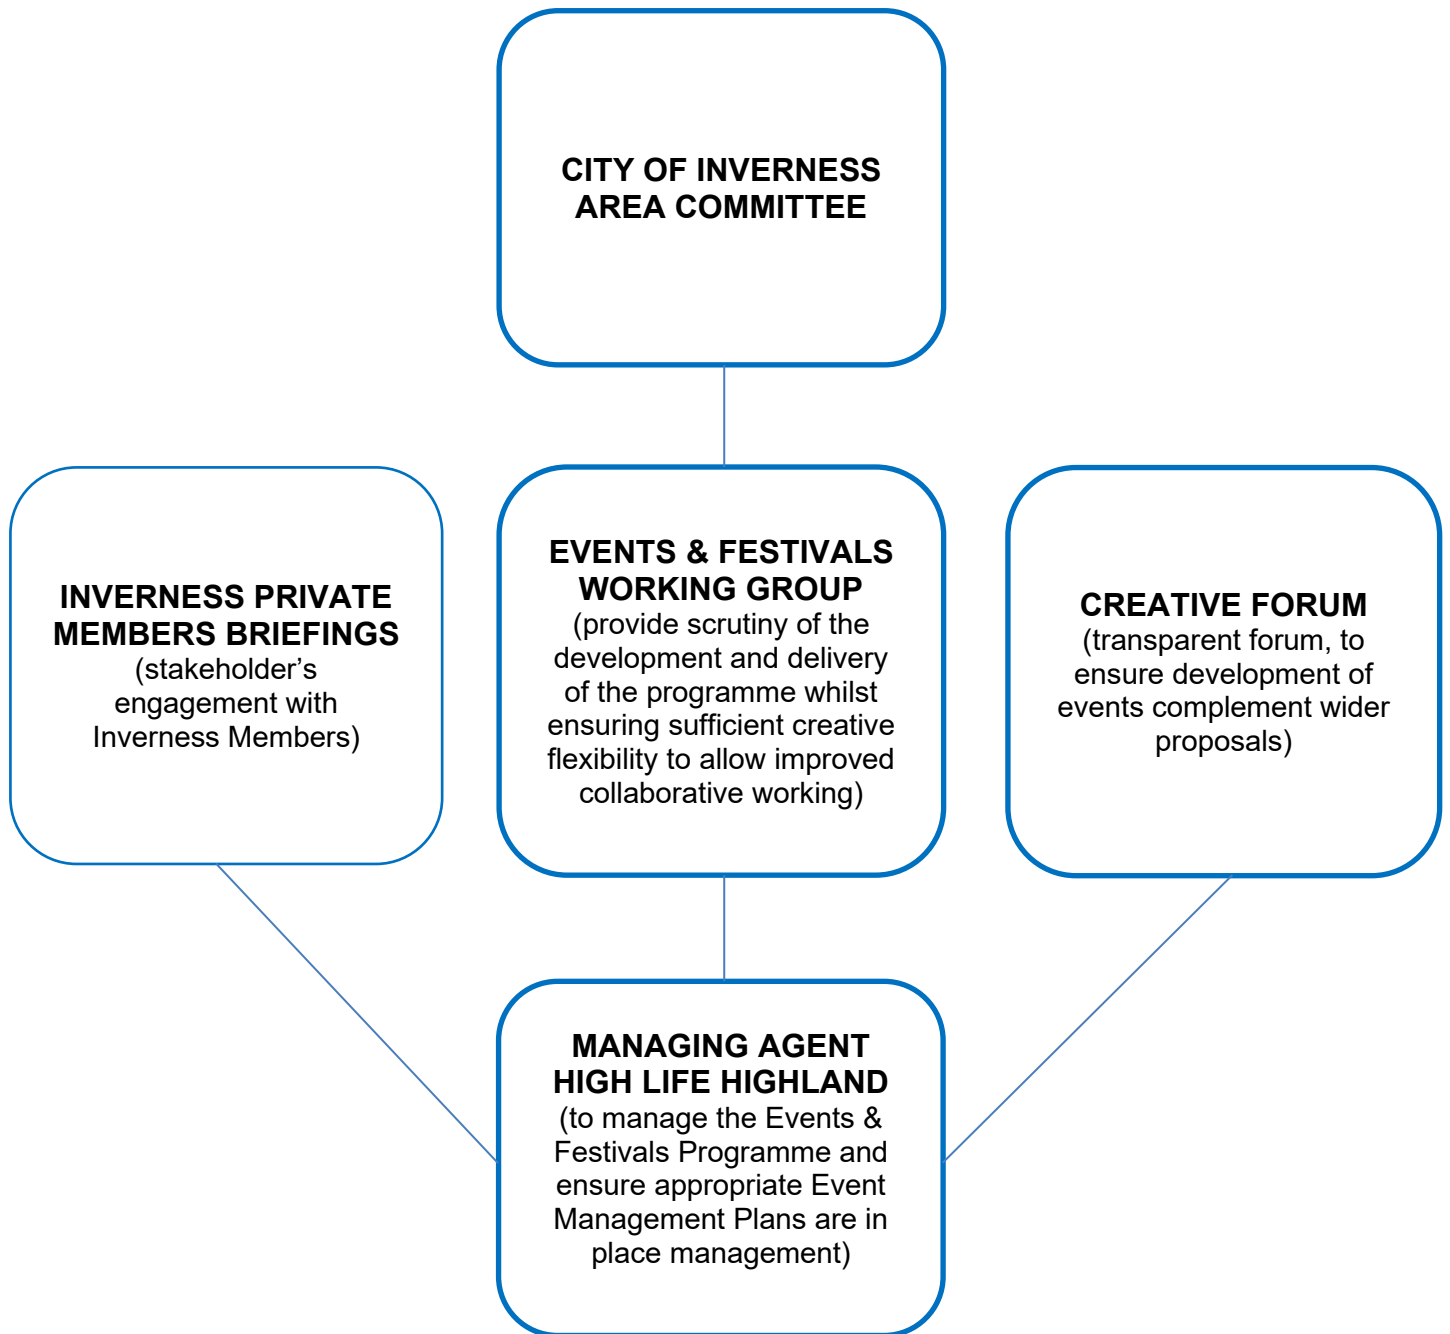 CITY OF INVERNESS
AREA COMMITTEE
INVERNESS PRIVATE
MEMBERS BRIEFINGS
(stakeholder’s
engagement with
Inverness Members)
EVENTS & FESTIVALS
WORKING GROUP
(provide scrutiny of the
development and delivery
of the programme whilst
ensuring sufficient creative
flexibility to allow improved
collaborative working)
CREATIVE FORUM
(transparent forum, to
ensure development of
events complement wider
proposals)
MANAGING AGENT
HIGH LIFE HIGHLAND
(to manage the Events &
Festivals Programme and
ensure appropriate Event
Management Plans are in
place management)